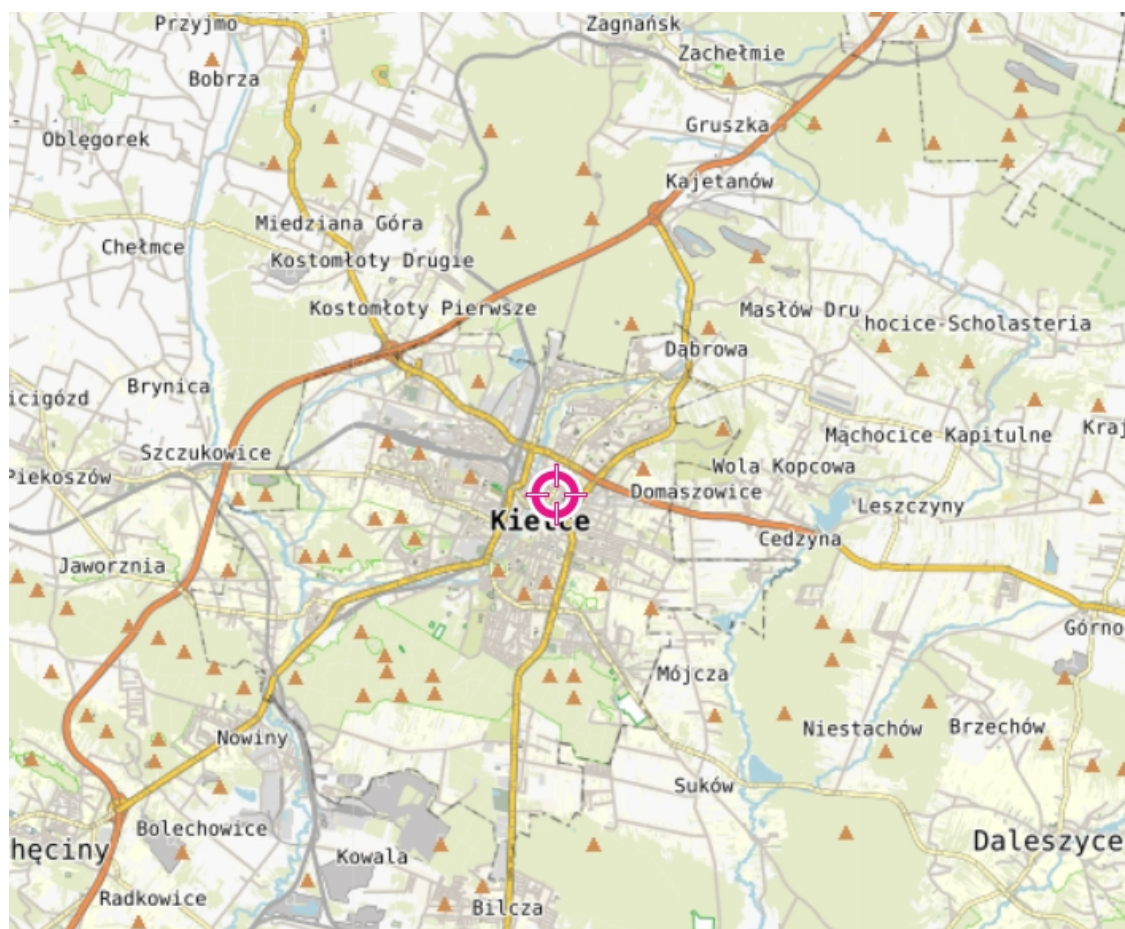 Przyjmo
Zagnańsk
Zachełmie
Bobrza
Gruszka
Oblęgorek
Kajetanów
Miedziana Góra
Chełmce
Kostomłoty Drugie
Kostomłoty Pierwsze
Masłów Dru
hocice-Scholasteria
Dąbrowa
Brynica
icigózd
Mąchocice Kapitulne
Kraj
Szczukowice
Wola Kopcowa
Piekoszów
Domaszowice
Leszczyny
Kielce
Cedzyna
Jaworznia
Górno
Mójcza
Niestachów
Brzechów
Nowiny
Suków
Bolechowice
Daleszyce
hęciny
Kowala
Radkowice
Bilcza